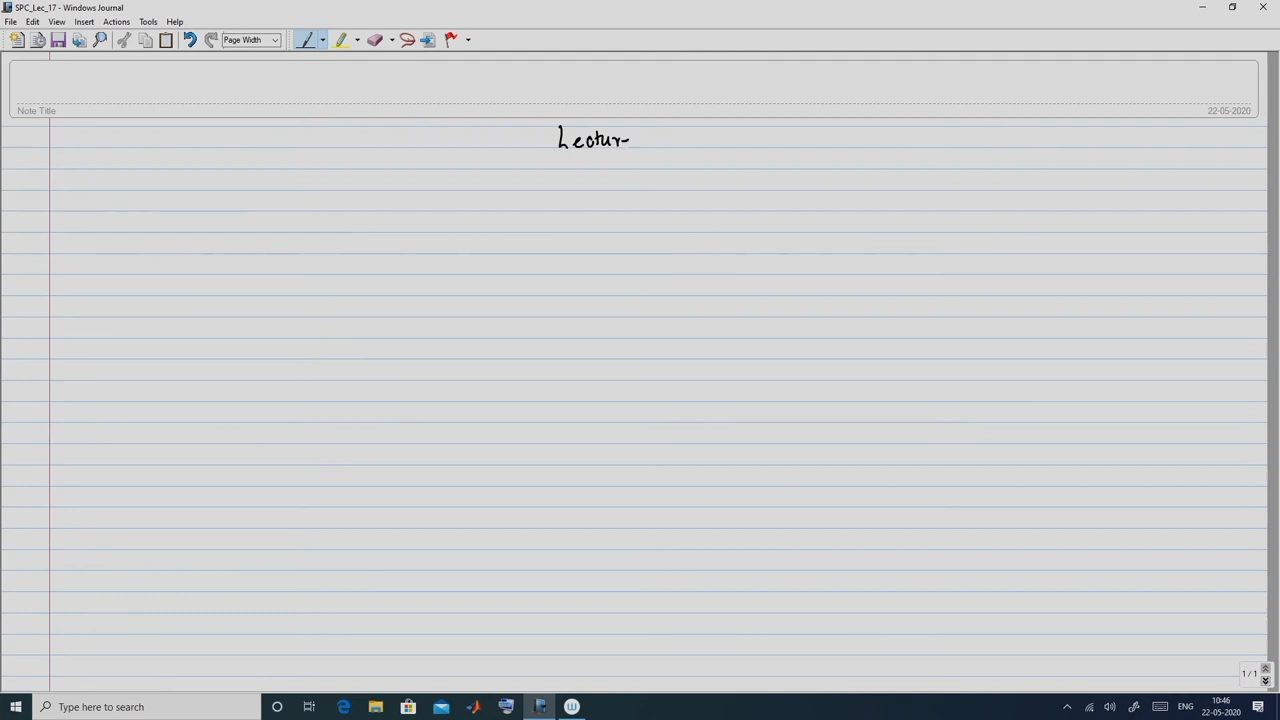 SPC_Lec_17 - Windows Journal
File Edit View Insert Actions Tools Help
Page Width
Note Title 22-05-2020
Lectur
1 / 1
Type here to search ENG 10:46
22-05-2020